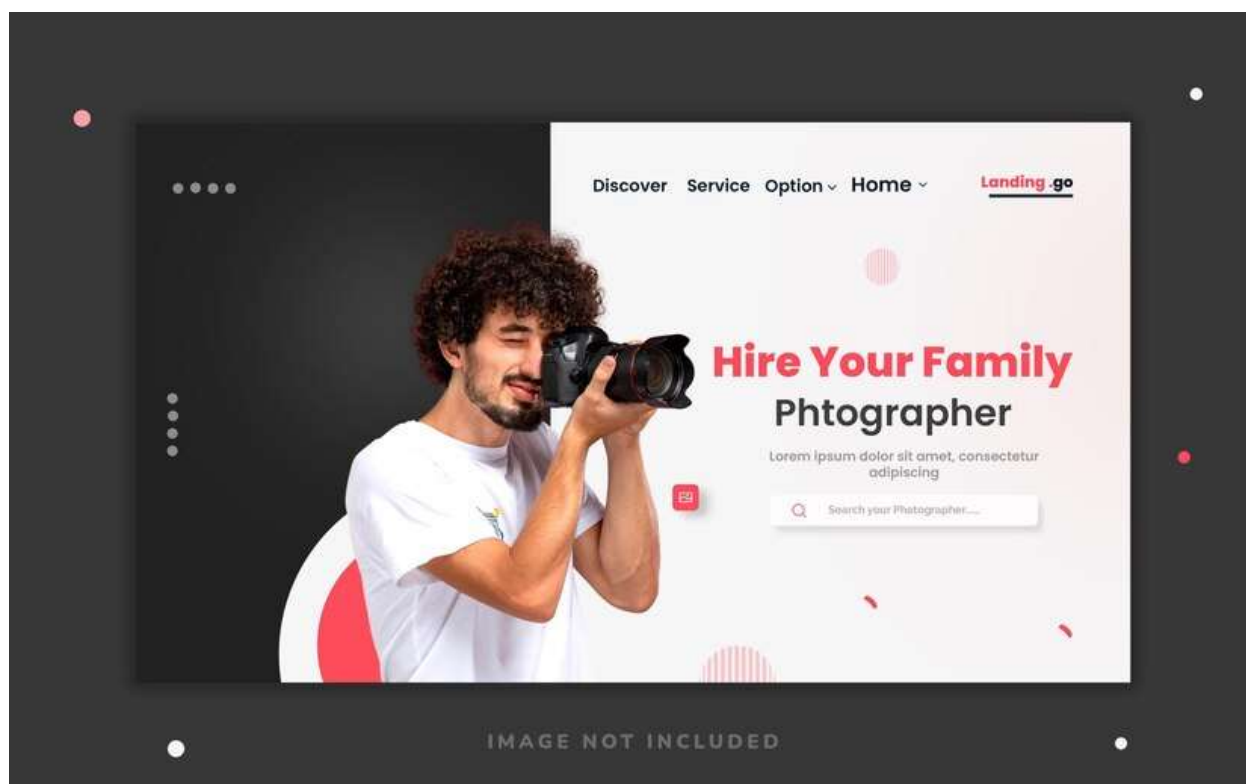 Discover Service Option Home Landing .go
Hire Your Family
Phtographer
Lorem ipsum dolor sit amet, consectetur
adipiscing
Search your Photographer.....
IMAGE NOT INCLUDED